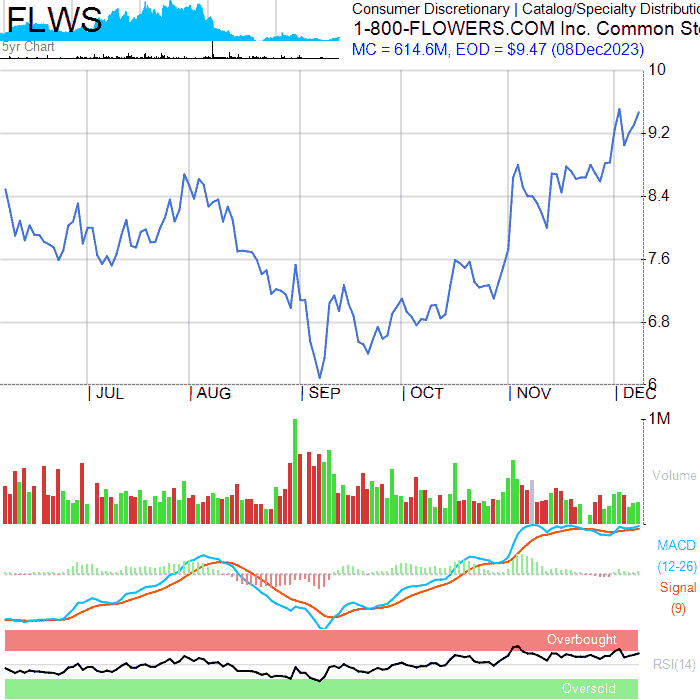 FLWS
5yr Chart
Consumer Discretionary | Catalog/Specialty Distributio
1-800-FLOWERS.COM Inc. Common Sto
MC = 614.6M, EOD = $9.47 (08Dec2023)
10
9.2
8.4
7.6
6.8
6
JUL AUG SEP OCT NOV DEC
1M
Volume
MACD
(12-26)
Signal
(9)
Overbought
RSI(14)
Oversold